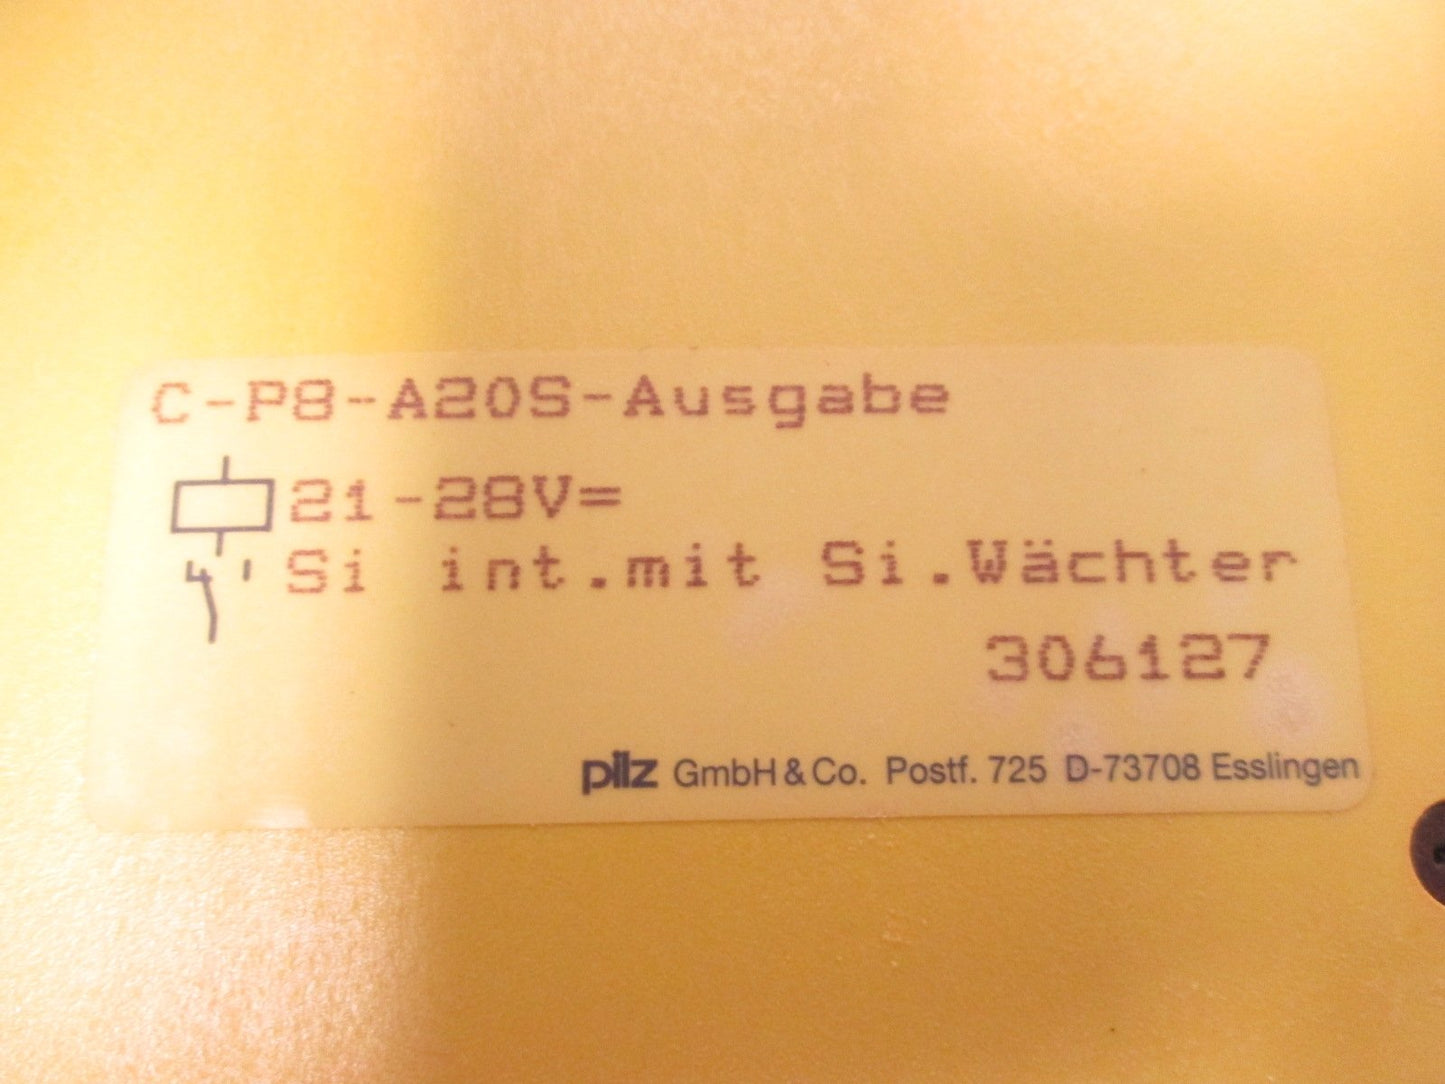 C-P8-A20S-Ausgabe
21-28V=
Si int.mit Si.Wächter
306127
pilz GmbH & Co. Postf. 725 D-73708 Esslingen